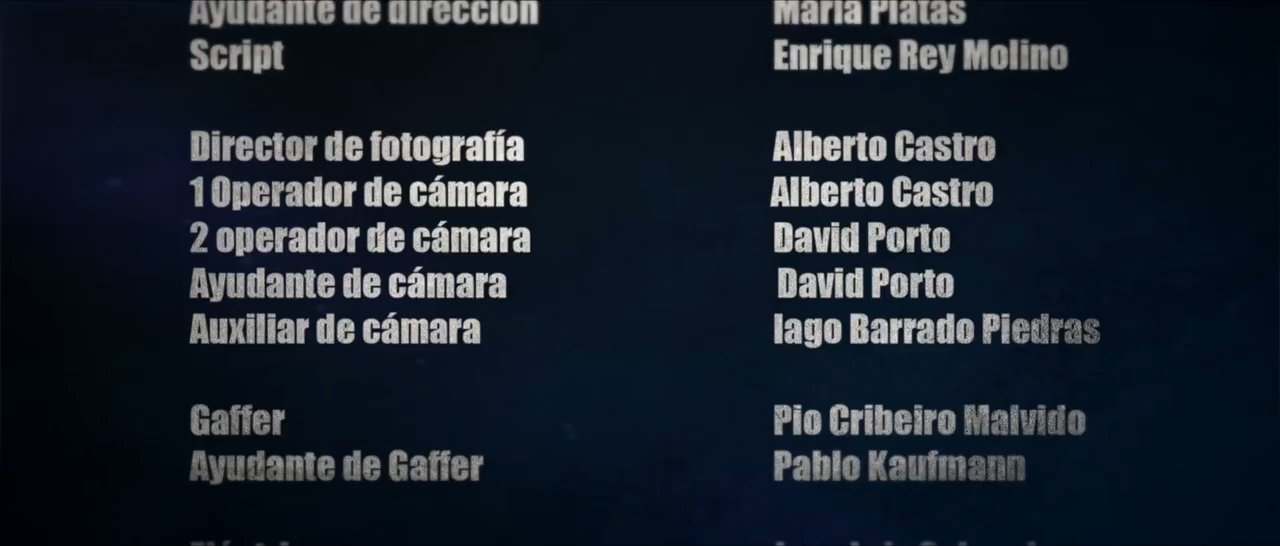 Ayudante de dirección María Platas
Script Enrique Rey Molino
Director de fotografía Alberto Castro
1 Operador de cámara Alberto Castro
2 operador de cámara David Porto
Ayudante de cámara David Porto
Auxiliar de cámara Iago Barrado Piedras
Gaffer Pio Cribeiro Malvido
Ayudante de Gaffer Pablo Kaufmann